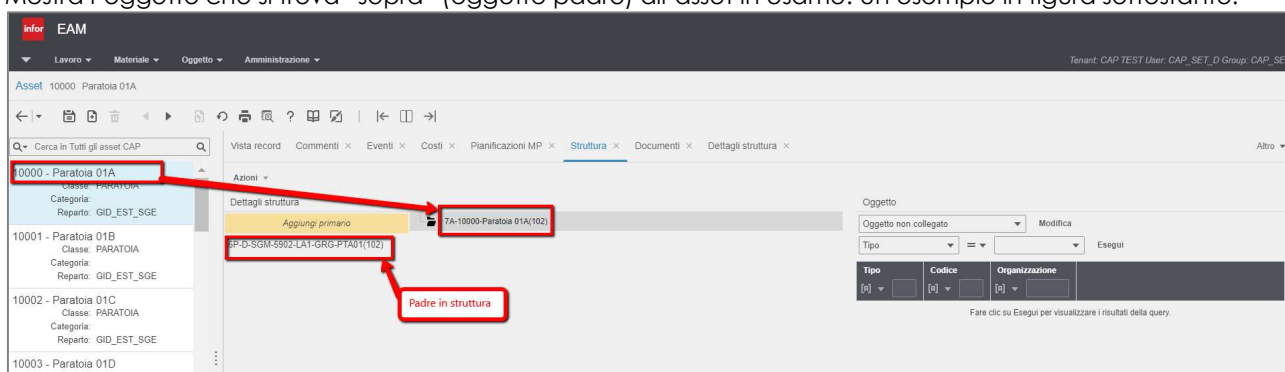 Mostra l'oggetto che si trova "sopra" (oggetto padre) all'asset in esame. Un esempio in figura sottostante.
infor EAM
Lavoro Materiale Oggetto Amministrazione
Tenant: CAP TEST User: CAP_SET_D Group: CAP_SE
Asset 10000 Paratoia 01A
Cerca in Tutti gli asset CAP
Vista record Commenti × Eventi × Costi × Pianificazioni MP × Struttura × Documenti × Dettagli struttura ×
Altro
10000 - Paratoia 01A
Classe: PARATOIA
Categoria:
Reparto: GID_EST_SGE
10001 - Paratoia 01B
Classe: PARATOIA
Categoria:
Reparto: GID_EST_SGE
10002 - Paratoia 01C
Classe: PARATOIA
Categoria:
Reparto: GID_EST_SGE
10003 - Paratoia 01D
Azioni
Dettagli struttura
Aggiungi primario
7A-10000-Paratoia 01A(102)
6P-D-SGM-5902-LA1-GRG-PTA01(102)
Padre in struttura
Oggetto
Oggetto non collegato Modifica
Tipo = Esegui
Tipo Codice Organizzazione
Fare clic su Esegui per visualizzare i risultati della query.